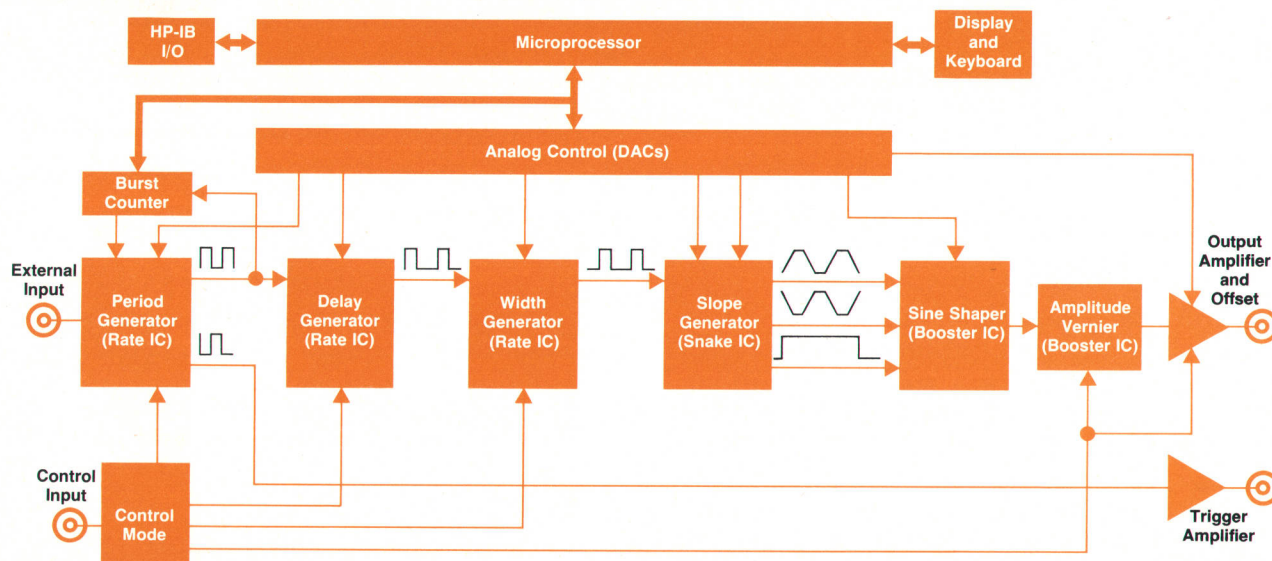 HP-IB
I/O
Microprocessor
Display
and
Keyboard
Analog Control (DACs)
Burst
Counter
External
Input
Period
Generator
(Rate IC)
Delay
Generator
(Rate IC)
Width
Generator
(Rate IC)
Slope
Generator
(Snake IC)
Sine Shaper
(Booster IC)
Amplitude
Vernier
(Booster IC)
Output
Amplifier
and
Offset
Control
Input
Control
Mode
Trigger
Amplifier